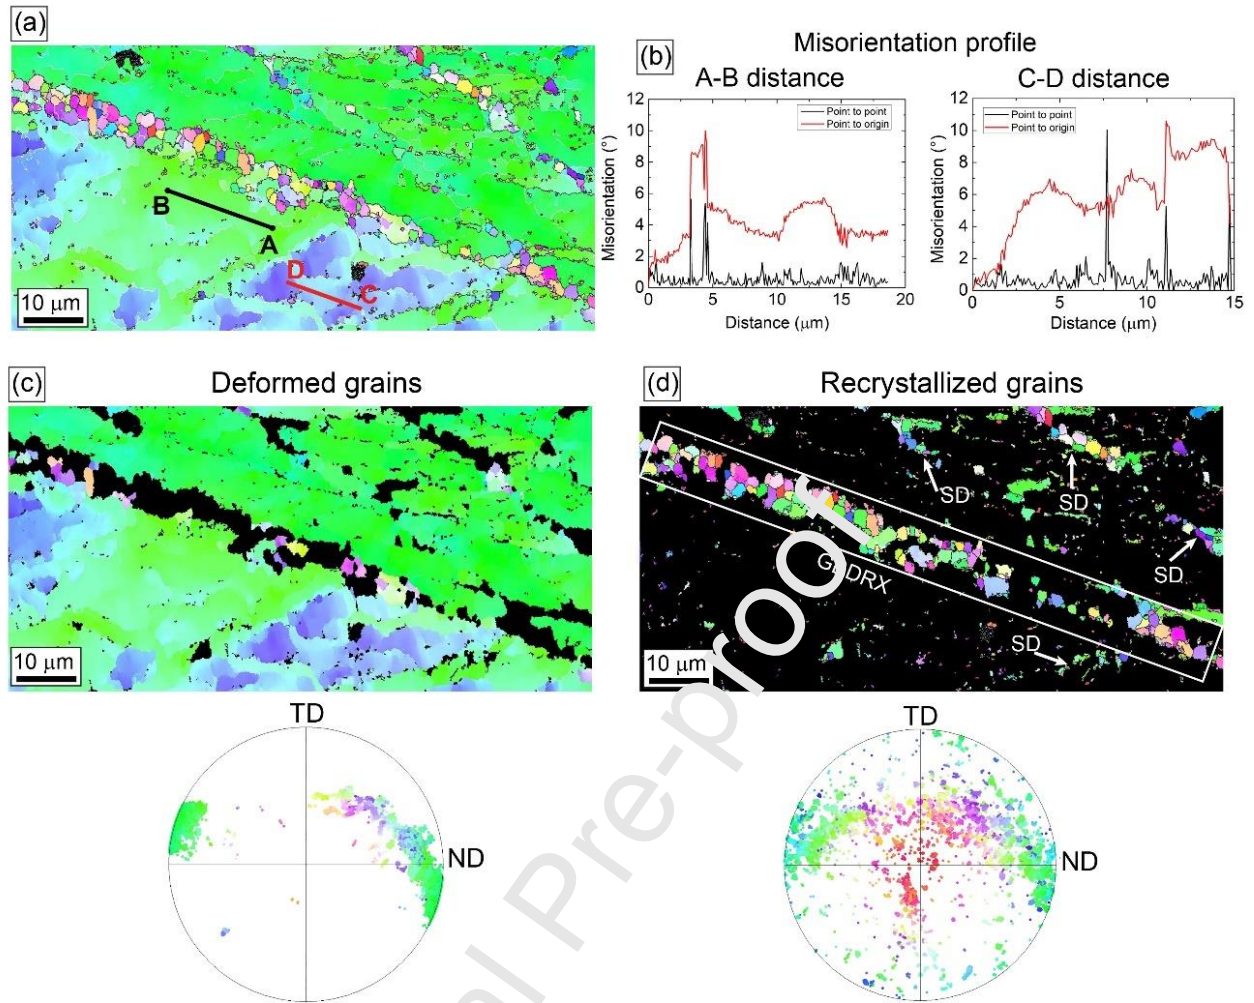 (a)
B
A
D
C
10 μm
(b)
Misorientation profile
A-B distance
C-D distance
Misorientation (°)
12
10
8
6
4
2
0
Point to point
Point to origin
0
5
10
15
20
Distance (μm)
Misorientation (°)
12
10
8
6
4
2
0
Point to point
Point to origin
0
5
10
15
Distance (μm)
(c)
Deformed grains
10 μm
TD
ND
(d)
Recrystallized grains
SD
SD
SD
SD
10 μm
TD
ND
al Pre-proof